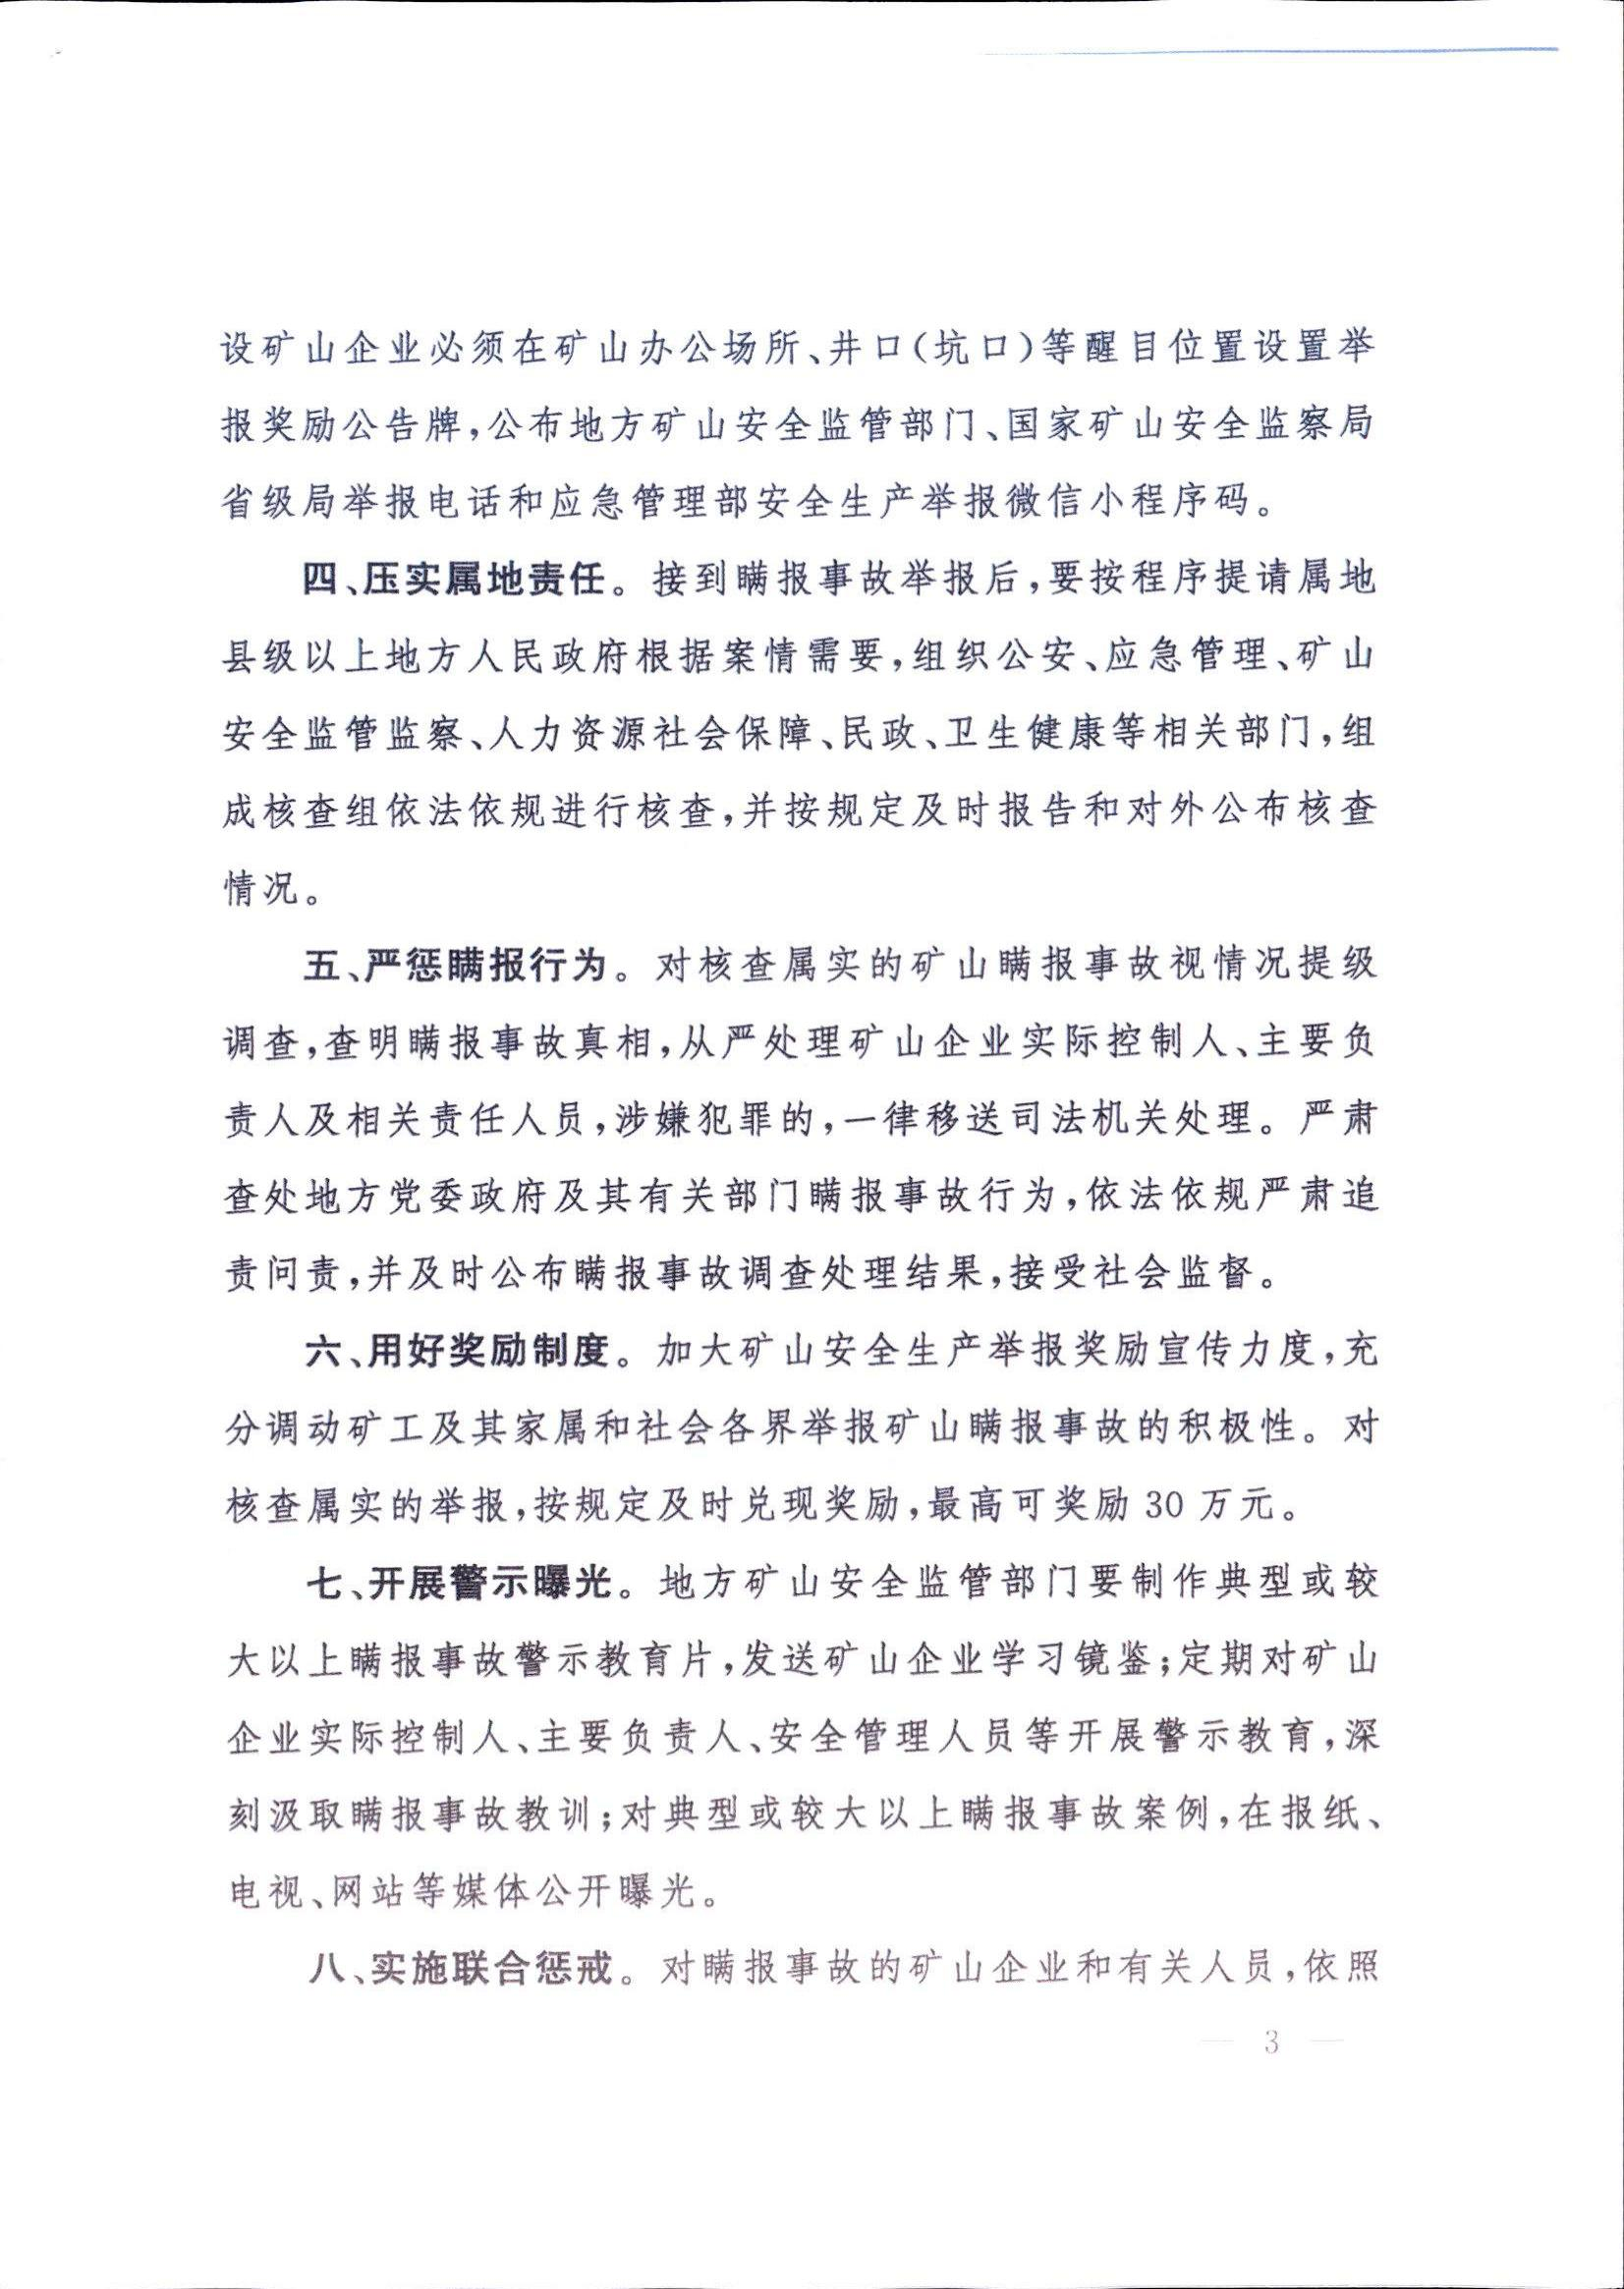 设矿山企业必须在矿山办公场所、井口(坑口)等醒目位置设置举
报奖励公告牌,公布地方矿山安全监管部门、国家矿山安全监察局
省级局举报电话和应急管理部安全生产举报微信小程序码。
四、压实属地责任。接到瞒报事故举报后,要按程序提请属地
县级以上地方人民政府根据案情需要,组织公安、应急管理、矿山
安全监管监察、人力资源社会保障、民政、卫生健康等相关部门,组
成核查组依法依规进行核查,并按规定及时报告和对外公布核查
情况。
五、严惩瞒报行为。对核查属实的矿山瞒报事故视情况提级
调查,查明瞒报事故真相,从严处理矿山企业实际控制人、主要负
责人及相关责任人员,涉嫌犯罪的,一律移送司法机关处理。严肃
查处地方党委政府及其有关部门瞒报事故行为,依法依规严肃追
责问责,并及时公布瞒报事故调查处理结果,接受社会监督。
六、用好奖励制度。加大矿山安全生产举报奖励宣传力度,充
分调动矿工及其家属和社会各界举报矿山瞒报事故的积极性。对
核查属实的举报,按规定及时兑现奖励,最高可奖励 30 万元。
七、开展警示曝光。地方矿山安全监管部门要制作典型或较
大以上瞒报事故警示教育片,发送矿山企业学习镜鉴;定期对矿山
企业实际控制人、主要负责人、安全管理人员等开展警示教育,深
刻汲取瞒报事故教训;对典型或较大以上瞒报事故案例,在报纸、
电视、网站等媒体公开曝光。
八、实施联合惩戒。对瞒报事故的矿山企业和有关人员,依照
— 3 —